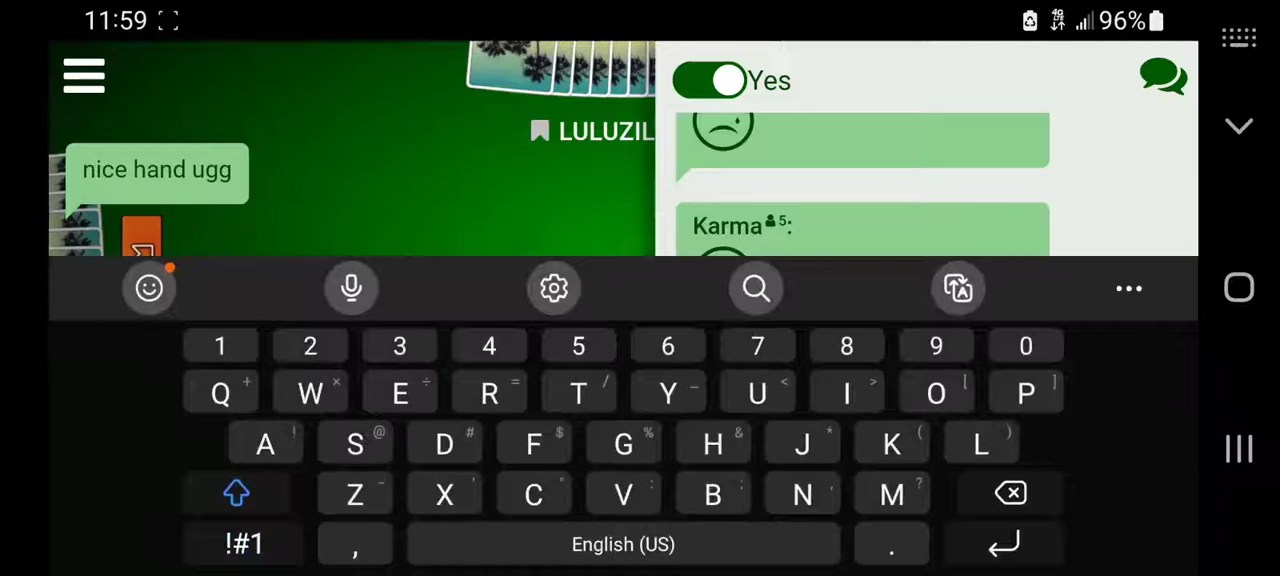 11:59
4G
96%
Yes
LULUZIL
nice hand ugg
Karma 5:
1 2 3 4 5 6 7 8 9 0
Q + W × E ÷ R = T / Y _ U < I > O [ P ]
A ! S @ D # F $ G % H & J * K ( L )
Z - X ' C " V : B ; N , M ?
!#1 , English (US) .